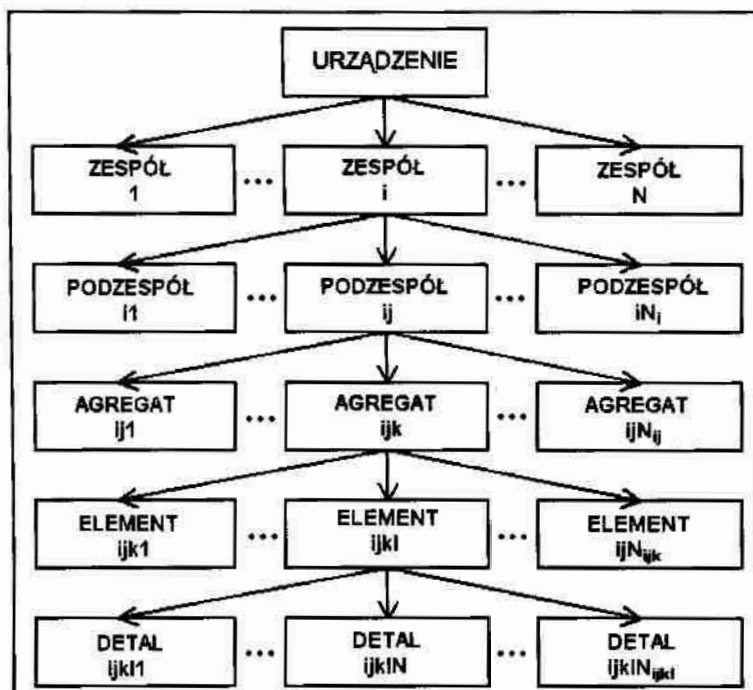 URZĄDZENIE
ZESPÓŁ 1 ... ZESPÓŁ i ... ZESPÓŁ N
PODZESPÓŁ i1 ... PODZESPÓŁ ij ... PODZESPÓŁ iNᵢ
AGREGAT ij1 ... AGREGAT ijk ... AGREGAT ijNᵢⱼ
ELEMENT ijk1 ... ELEMENT ijkl ... ELEMENT ijNᵢⱼₖ
DETAL ijkl1 ... DETAL ijklN ... DETAL ijklNᵢⱼₖₗ